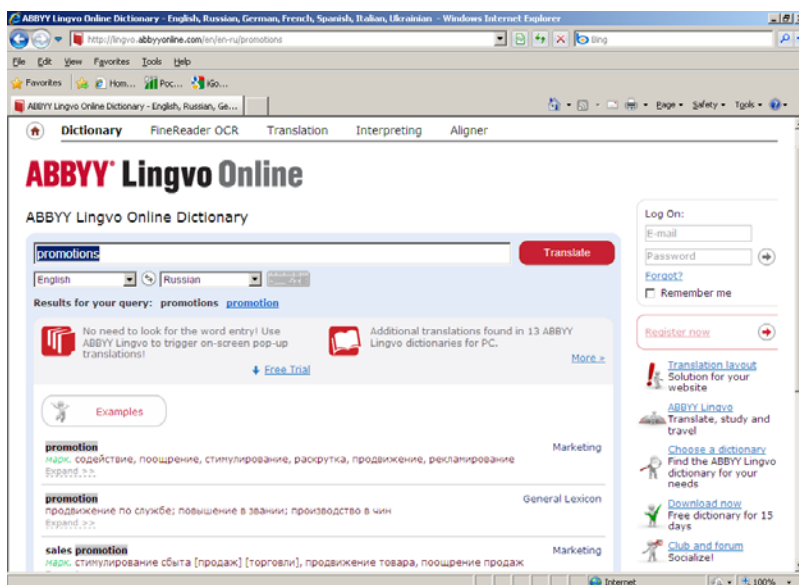 ABBYY Lingvo Online Dictionary - English, Russian, German, French, Spanish, Italian, Ukrainian - Windows Internet Explorer
http://lingvo.abbyyonline.com/en/en-ru/promotions
Bing
File Edit View Favorites Tools Help
Favorites Hom... Poc... iGo...
ABBYY Lingvo Online Dictionary - English, Russian, Ge...
Page Safety Tools
Dictionary FineReader OCR Translation Interpreting Aligner
ABBYY Lingvo Online
ABBYY Lingvo Online Dictionary
promotions
Translate
English Russian
Results for your query: promotions promotion
No need to look for the word entry! Use
ABBYY Lingvo to trigger on-screen pop-up
translations!
Free Trial
Additional translations found in 13 ABBYY
Lingvo dictionaries for PC.
More »
Examples
promotion Marketing
марк. содействие, поощрение, стимулирование, раскрутка, продвижение, рекламирование
Expand >>
promotion General Lexicon
продвижение по службе; повышение в звании; производство в чин
Expand >>
sales promotion Marketing
марк. стимулирование сбыта [продаж] [торговли], продвижение товара, поощрение продаж
Log On:
E-mail
Password
Forgot?
Remember me
Register now
Translation layout
Solution for your
website
ABBYY Lingvo
Translate, study and
travel
Choose a dictionary
Find the ABBYY Lingvo
dictionary for your
needs
Download now
Free dictionary for 15
days
Club and forum
Socialize!
Internet 100%